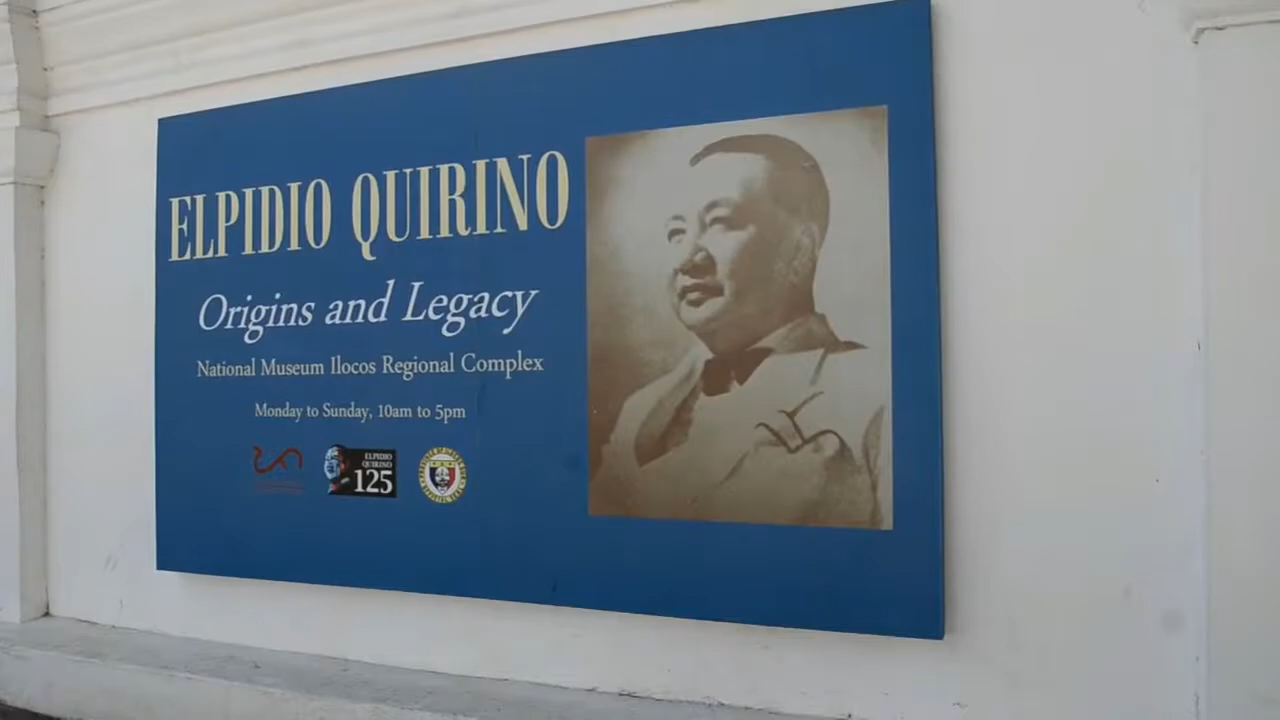 ELPIDIO QUIRINO
Origins and Legacy
National Museum Ilocos Regional Complex
Monday to Sunday, 10am to 5pm
ELPIDIO
QUIRINO
125